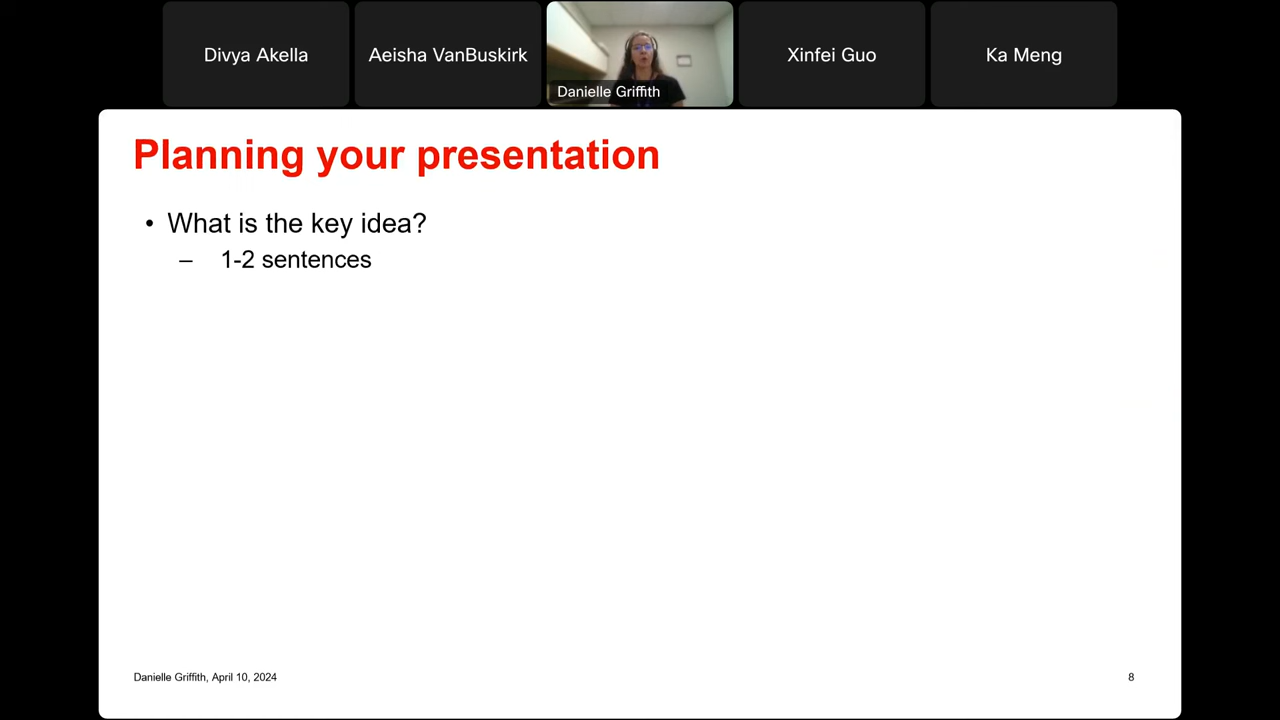 Divya Akella
Aeisha VanBuskirk
Danielle Griffith
Xinfei Guo
Ka Meng
Planning your presentation
• What is the key idea?
– 1-2 sentences
Danielle Griffith, April 10, 2024
8